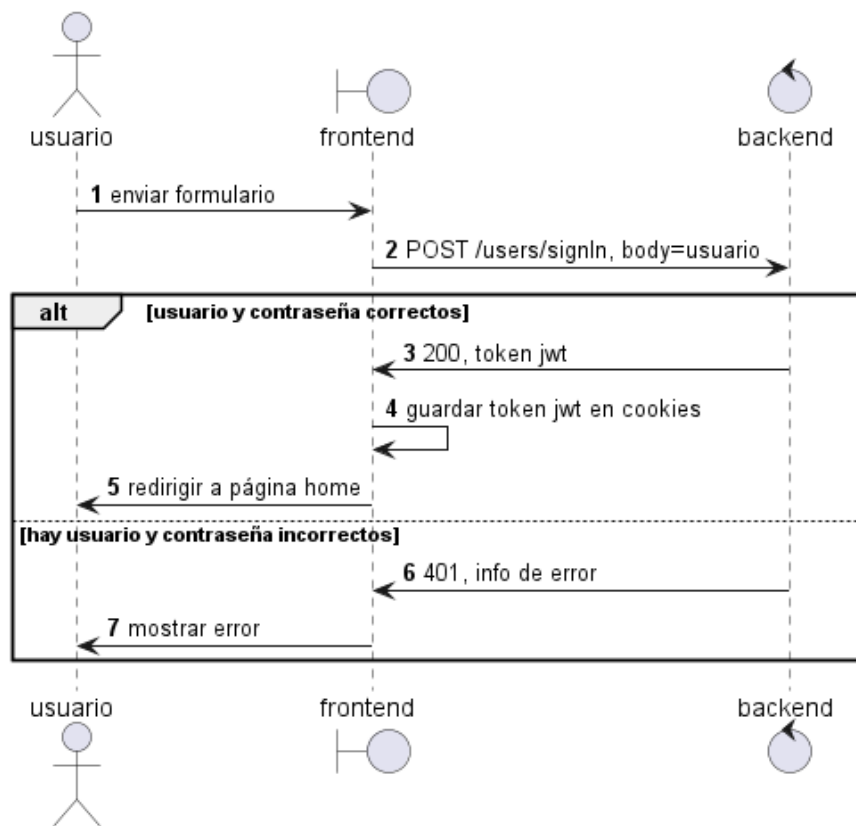 usuario
frontend
backend
1 enviar formulario
2 POST /users/signIn, body=usuario
alt [usuario y contraseña correctos]
3 200, token jwt
4 guardar token jwt en cookies
5 redirigir a página home
[hay usuario y contraseña incorrectos]
6 401, info de error
7 mostrar error
usuario
frontend
backend